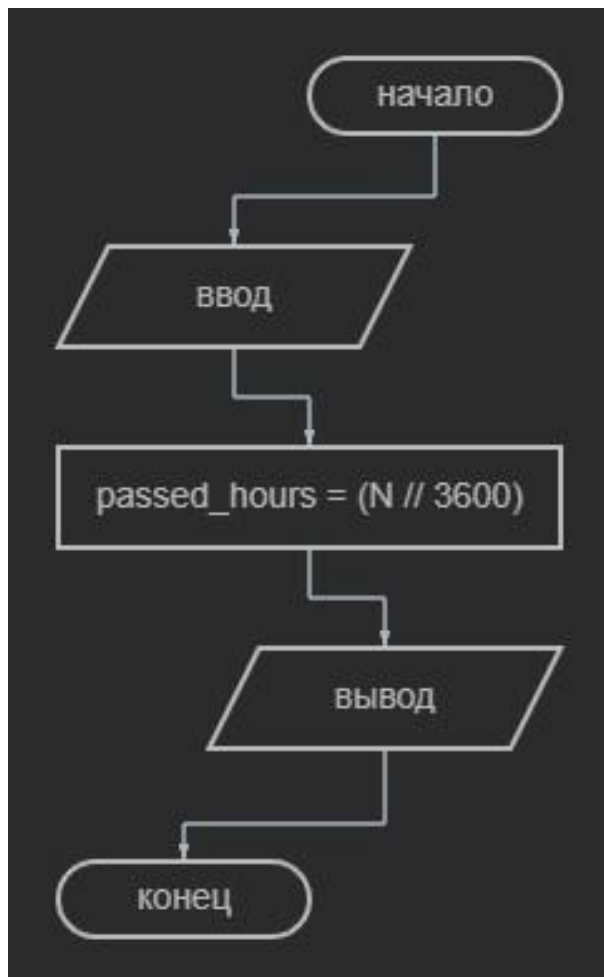 начало
ввод
passed_hours = (N // 3600)
вывод
конец